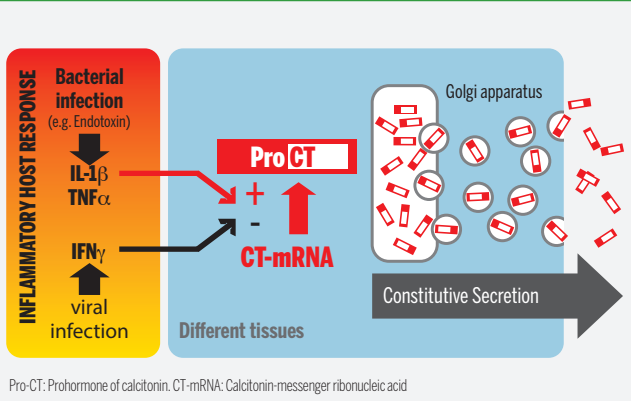 INFLAMMATORY HOST RESPONSE
Bacterial
infection
(e.g. Endotoxin)
IL-1β
TNFα
IFNγ
viral
infection
Pro CT
+
-
CT-mRNA
Different tissues
Golgi apparatus
Constitutive Secretion
Pro-CT: Prohormone of calcitonin. CT-mRNA: Calcitonin-messenger ribonucleic acid